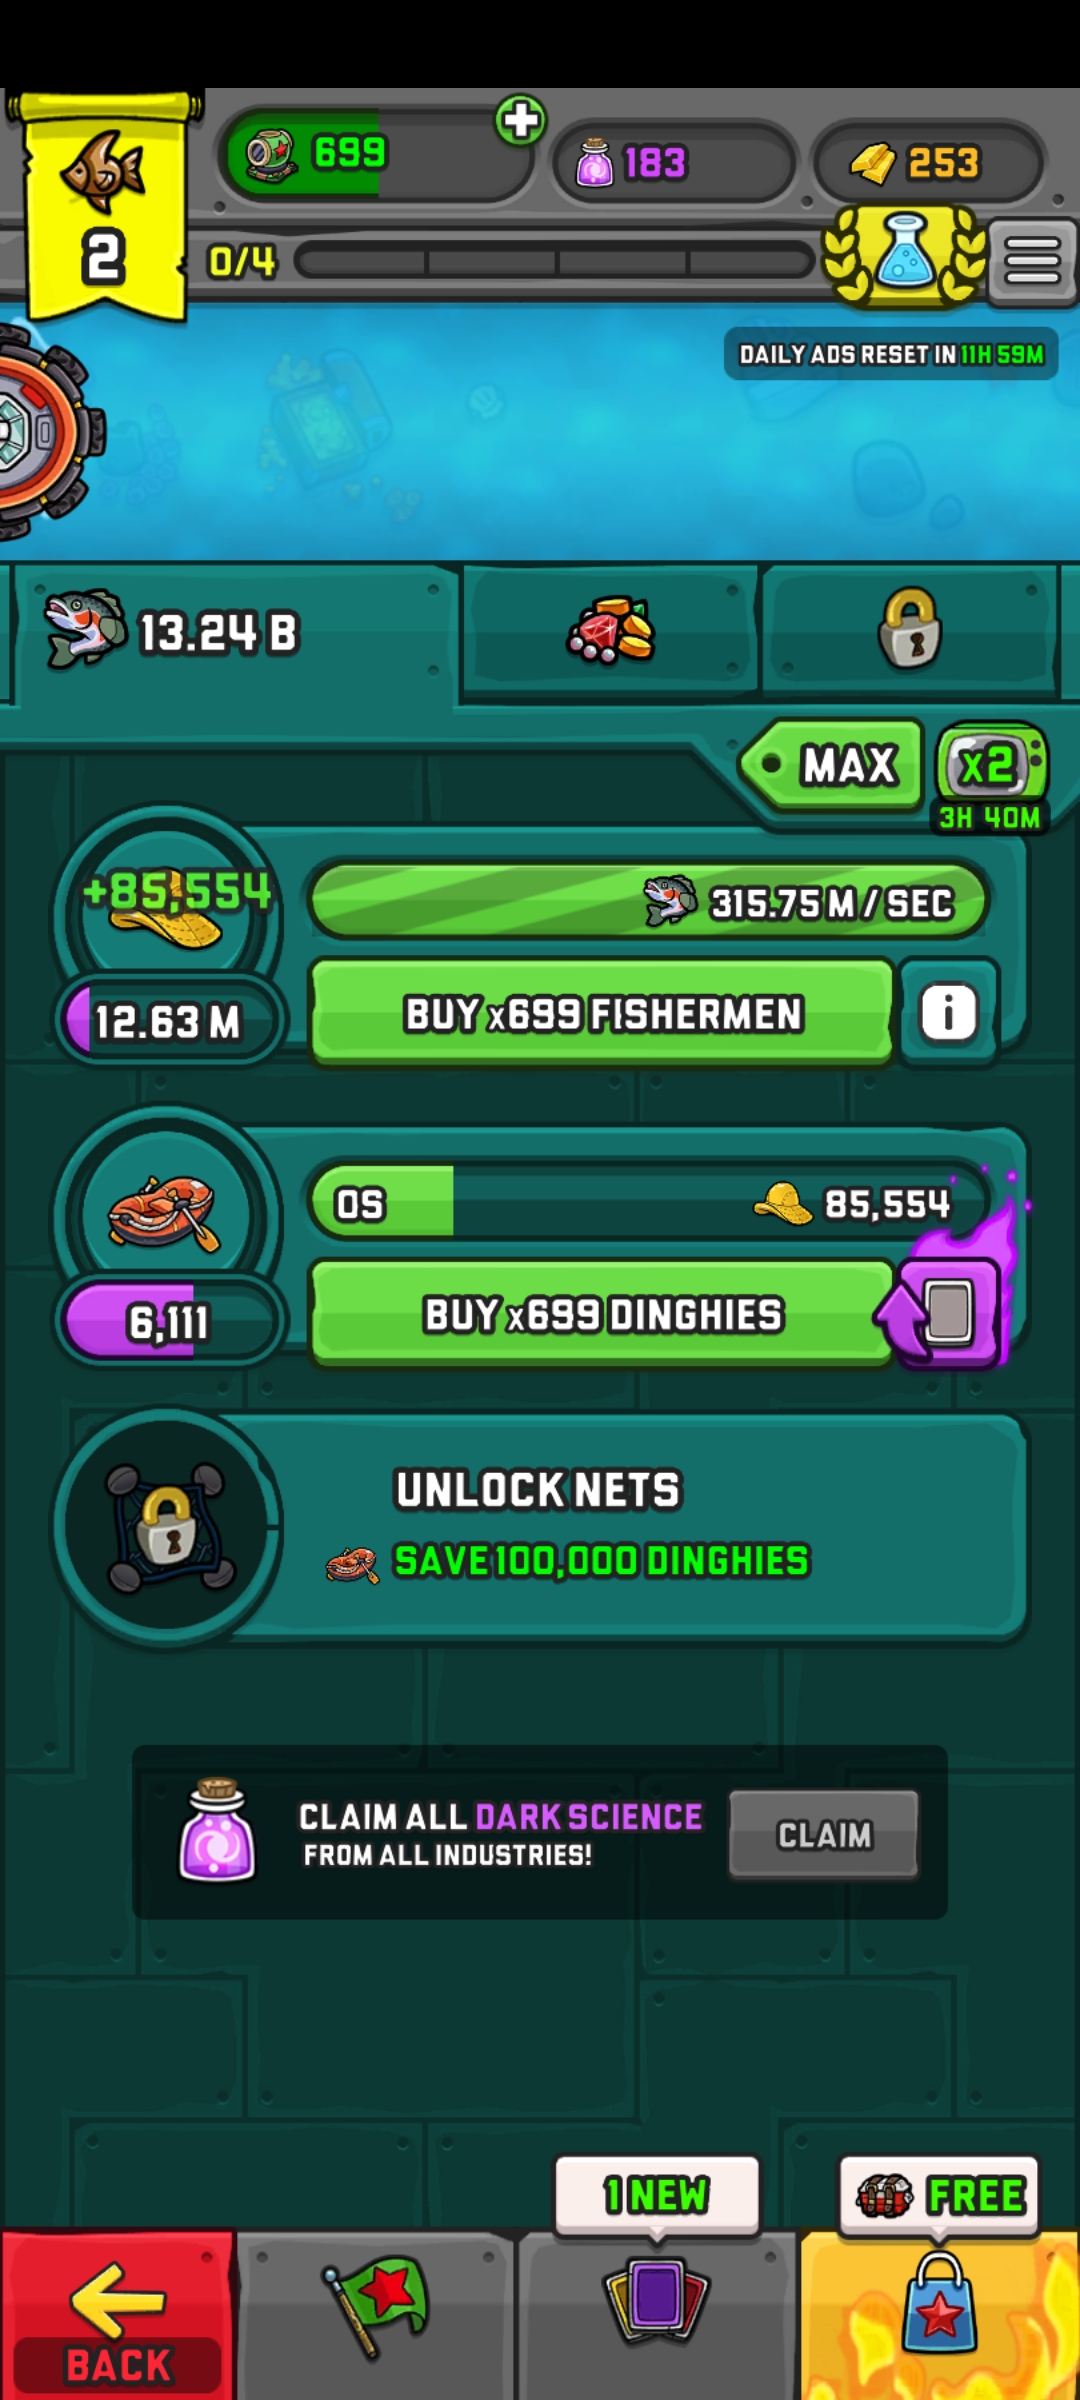 699
183
253
2
0/4
DAILY ADS RESET IN 11H 59M
13.24 B
MAX
x2
3H 40M
+85,554
315.75 M / SEC
12.63 M
BUY x699 FISHERMEN
i
0S
85,554
6,111
BUY x699 DINGHIES
UNLOCK NETS
SAVE 100,000 DINGHIES
CLAIM ALL DARK SCIENCE
FROM ALL INDUSTRIES!
CLAIM
1 NEW
FREE
BACK